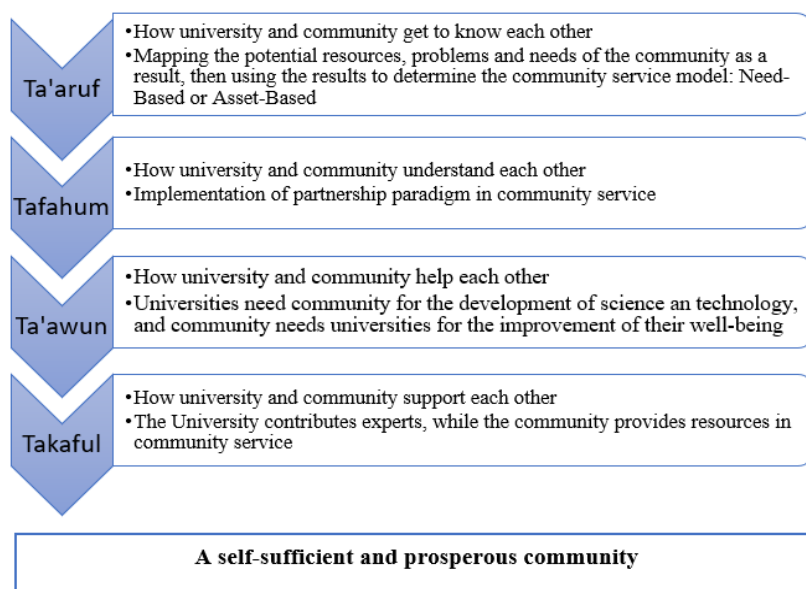 Ta'aruf
•How university and community get to know each other
•Mapping the potential resources, problems and needs of the community as a
result, then using the results to determine the community service model: Need-
Based or Asset-Based
Tafahum
•How university and community understand each other
•Implementation of partnership paradigm in community service
Ta'awun
•How university and community help each other
•Universities need community for the development of science an technology,
and community needs universities for the improvement of their well-being
Takaful
•How university and community support each other
•The University contributes experts, while the community provides resources in
community service
A self-sufficient and prosperous community